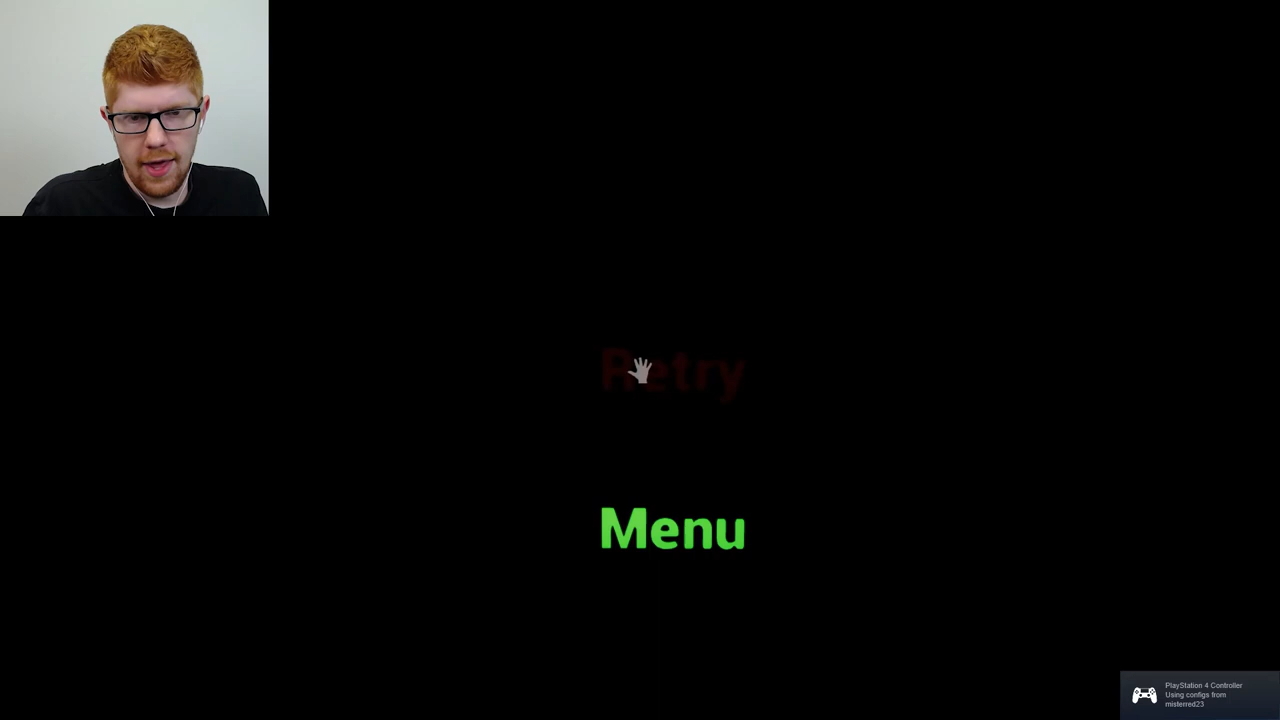 Retry
Menu
PlayStation 4 Controller
Using configs from
misterred23